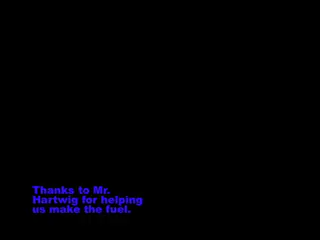 Thanks to Mr.
Hartwig for helping
us make the fuel.